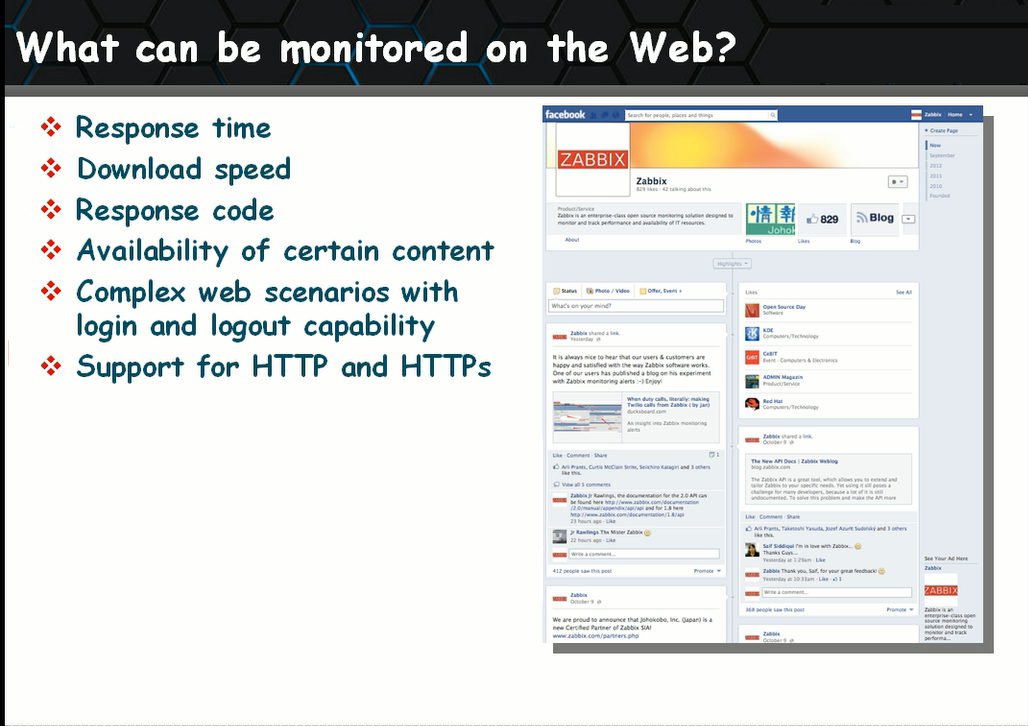 What can be monitored on the Web?
Response time
Download speed
Response code
Availability of certain content
Complex web scenarios with
login and logout capability
Support for HTTP and HTTPs
facebook
Search for people, places and things
Zabbix Home
+ Create Page
Now
September
2012
2011
2010
Founded
ZABBIX
Zabbix
829 likes · 42 talking about this
Product/Service
Zabbix is an enterprise-class open source monitoring solution designed to
monitor and track performance and availability of IT resources.
About
情報
Johok
Photos
829
Likes
Blog
Blog
Highlights
Status
Photo / Video
Offer, Event +
What's on your mind?
Zabbix shared a link.
Yesterday
It is always nice to hear that our users & customers are
happy and satisfied with the way Zabbix software works.
One of our users has published a blog on his experiment
with Zabbix monitoring alerts :-) Enjoy!
When duty calls, literally: making
Twilio calls from Zabbix ( by Jan)
ducksboard.com
An insight into Zabbix monitoring
alerts
Like · Comment · Share
1
Arli Prants, Curtis McClain Strite, Seiichiro Katagiri and 3 others
like this.
View all 5 comments
Zabbix Jr Rawlings, the documentation for the 2.0 API can
be found here http://www.zabbix.com/documentation
/2.0/manual/appendix/api/api and for 1.8 here
http://www.zabbix.com/documentation/1.8/api
23 hours ago · Like
Jr Rawlings The Mister Zabbix
22 hours ago · Like
Write a comment...
412 people saw this post
Promote
Zabbix
October 9
We are proud to announce that Johokobo, Inc. (Japan) is a
new Certified Partner of Zabbix SIA!
www.zabbix.com/partners.php
Likes
See All
Open Source Day
Software
KDE
Computers/Technology
CeBIT
Event · Computers & Electronics
ADMIN Magazin
Product/Service
Red Hat
Computers/Technology
Zabbix shared a link.
October 9
The New API Docs | Zabbix Weblog
blog.zabbix.com
The Zabbix API is a great tool, which allows you to extend and
tailor Zabbix to your specific needs. Yet using it still poses a
challenge for many developers, because a lot of it is still
undocumented. To solve this problem and make the API more
Like · Comment · Share
Arli Prants, Taketoshi Yasuda, Jozef Azurit Sudolský and 3 others
like this.
Saif Siddiqui I'm in love with Zabbix...
Thanks Guys...
Yesterday at 1:29am · Like
Zabbix Thank you, Saif, for your great feedback!
Yesterday at 10:33am · Like · 1
Write a comment...
368 people saw this post
Promote
Zabbix
October 9
See Your Ad Here
Zabbix
ZABBIX
Zabbix is an
enterprise-class open
source monitoring
solution designed to
monitor and track
performa...